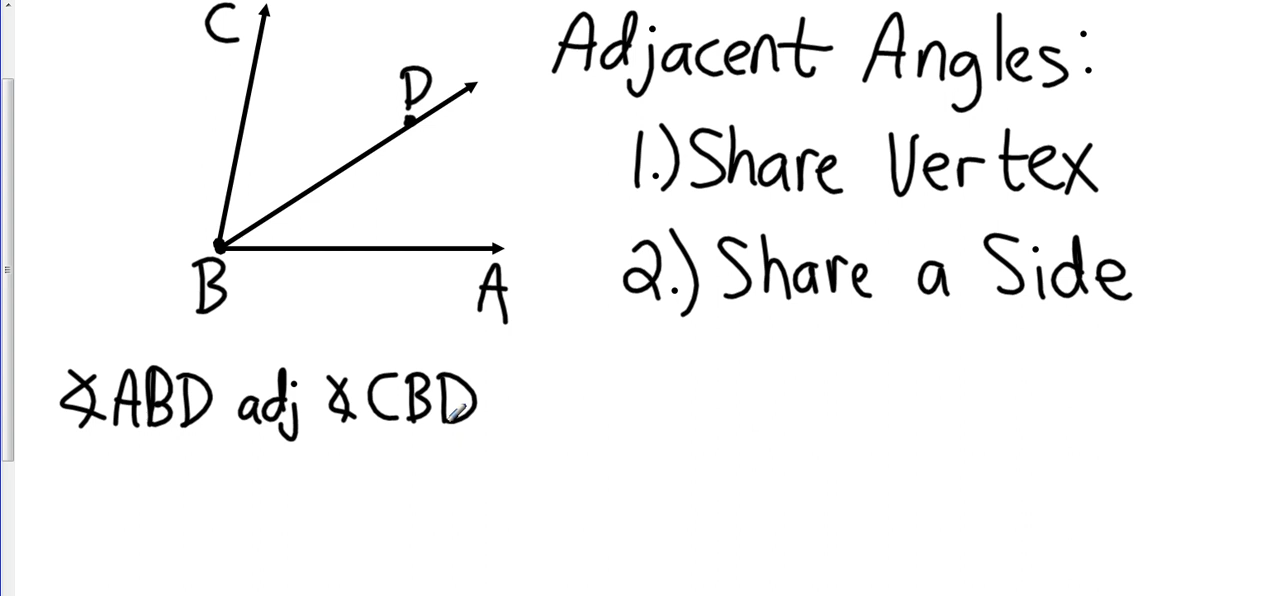 C
D
B
A
Adjacent Angles:
1.) Share Vertex
2.) Share a Side
∡ABD adj ∡CBD